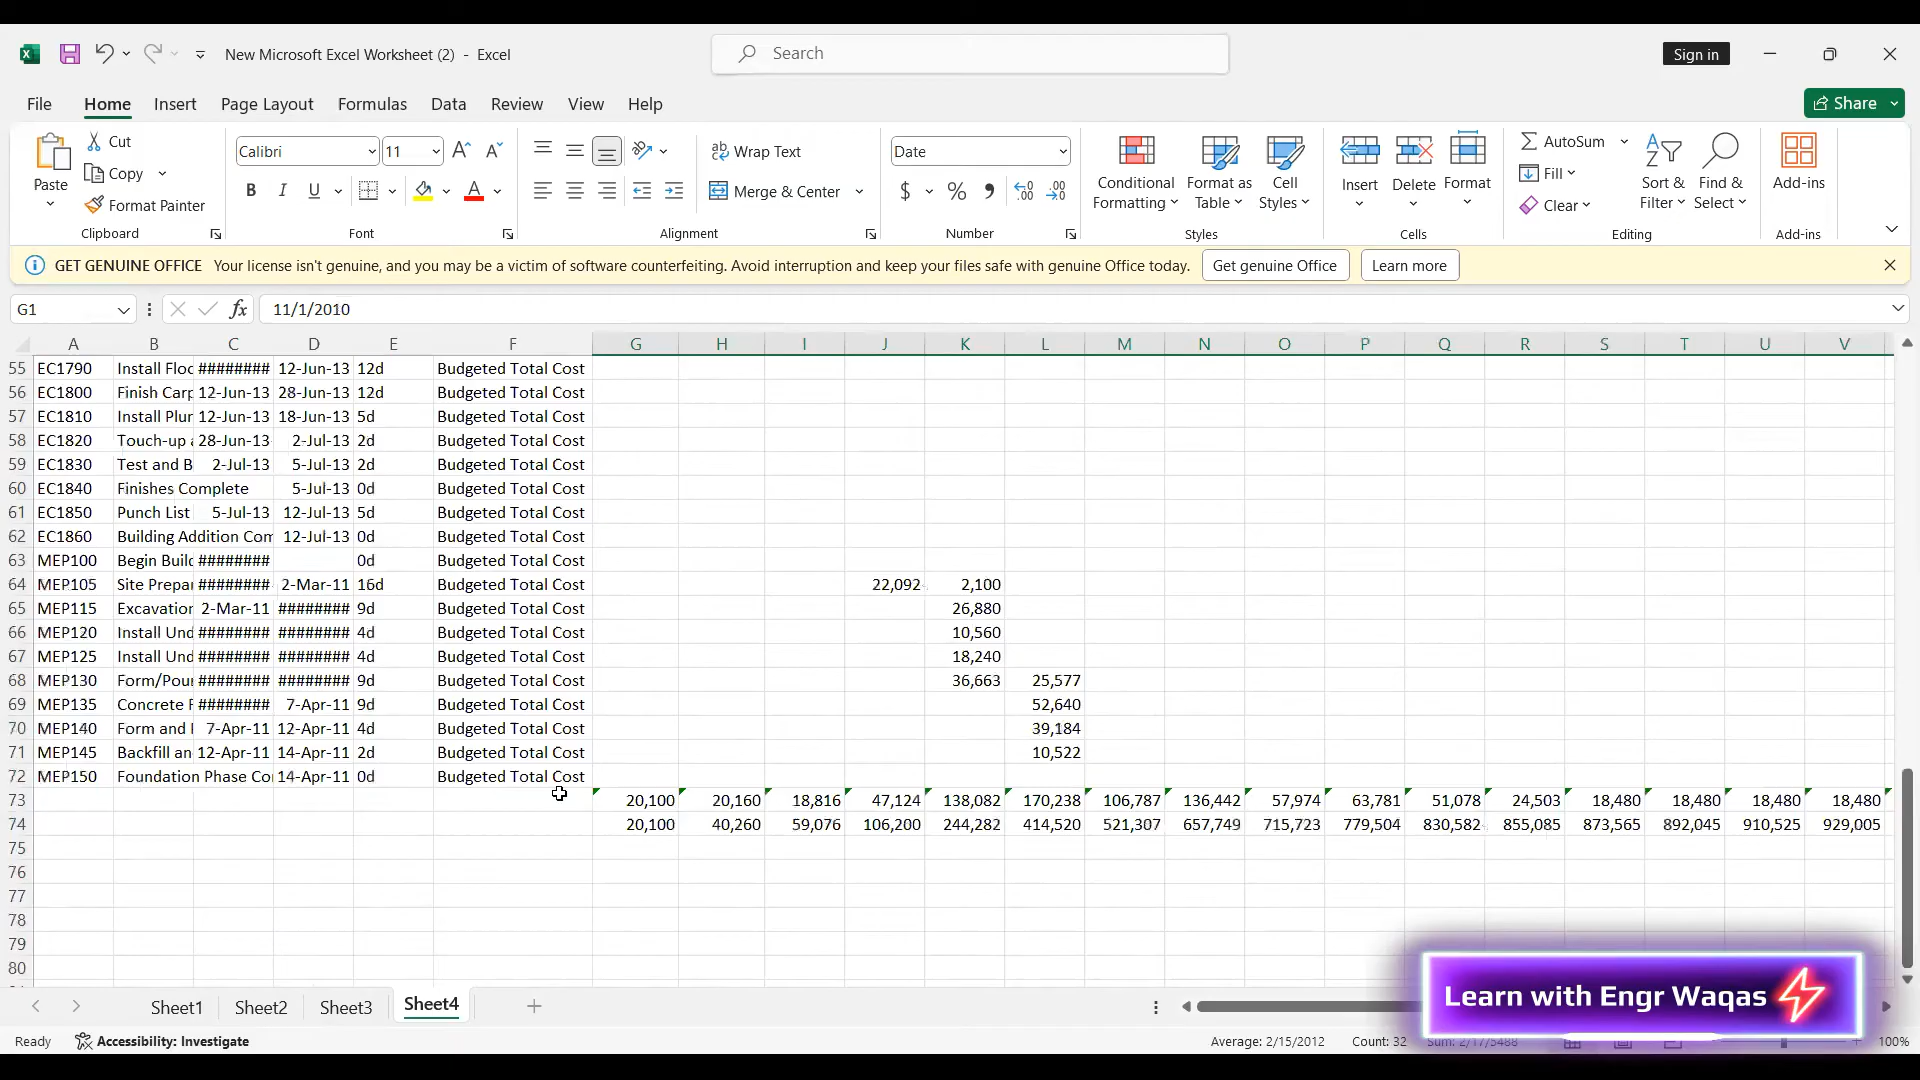 New Microsoft Excel Worksheet (2) - Excel
Search
Sign in
File Home Insert Page Layout Formulas Data Review View Help
Share
Paste
Cut
Copy
Format Painter
Clipboard
Calibri 11
B I U A
Font
ab Wrap Text
Merge & Center
Alignment
Date
$ % 9 .00
Number
Conditional Formatting
Format as Table
Cell Styles
Styles
Insert Delete Format
Cells
AutoSum
Fill
Clear
Sort & Filter
Find & Select
Editing
Add-ins
Add-ins
GET GENUINE OFFICE Your license isn't genuine, and you may be a victim of software counterfeiting. Avoid interruption and keep your files safe with genuine Office today. Get genuine Office Learn more
G1 fx 11/1/2010
A B C D E F G H I J K L M N O P Q R S T U V
55 EC1790 Install Floo ######## 12-Jun-13 12d Budgeted Total Cost
56 EC1800 Finish Carp 12-Jun-13 28-Jun-13 12d Budgeted Total Cost
57 EC1810 Install Plur 12-Jun-13 18-Jun-13 5d Budgeted Total Cost
58 EC1820 Touch-up a 28-Jun-13 2-Jul-13 2d Budgeted Total Cost
59 EC1830 Test and B 2-Jul-13 5-Jul-13 2d Budgeted Total Cost
60 EC1840 Finishes Complete 5-Jul-13 0d Budgeted Total Cost
61 EC1850 Punch List 5-Jul-13 12-Jul-13 5d Budgeted Total Cost
62 EC1860 Building Addition Com 12-Jul-13 0d Budgeted Total Cost
63 MEP100 Begin Builc ######## 0d Budgeted Total Cost
64 MEP105 Site Prepar ######## 2-Mar-11 16d Budgeted Total Cost 22,092 2,100
65 MEP115 Excavation 2-Mar-11 ######## 9d Budgeted Total Cost 26,880
66 MEP120 Install Und ######## ######## 4d Budgeted Total Cost 10,560
67 MEP125 Install Und ######## ######## 4d Budgeted Total Cost 18,240
68 MEP130 Form/Pour ######## ######## 9d Budgeted Total Cost 36,663 25,577
69 MEP135 Concrete F ######## 7-Apr-11 9d Budgeted Total Cost 52,640
70 MEP140 Form and I 7-Apr-11 12-Apr-11 4d Budgeted Total Cost 39,184
71 MEP145 Backfill an 12-Apr-11 14-Apr-11 2d Budgeted Total Cost 10,522
72 MEP150 Foundation Phase Co 14-Apr-11 0d Budgeted Total Cost
73 20,100 20,160 18,816 47,124 138,082 170,238 106,787 136,442 57,974 63,781 51,078 24,503 18,480 18,480 18,480 18,480
74 20,100 40,260 59,076 106,200 244,282 414,520 521,307 657,749 715,723 779,504 830,582 855,085 873,565 892,045 910,525 929,005
75
76
77
78
79
80
Learn with Engr Waqas
Sheet1 Sheet2 Sheet3 Sheet4
Ready Accessibility: Investigate Average: 2/15/2012 Count: 32 Sum: 2/17/5488 100%